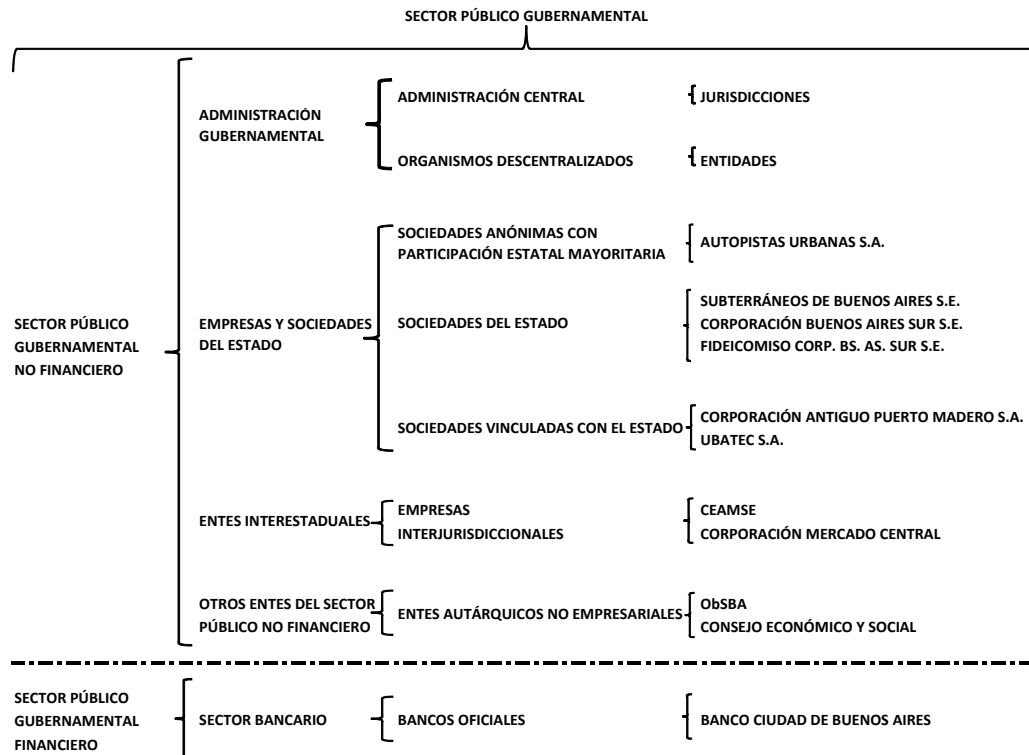 SECTOR PÚBLICO GUBERNAMENTAL
ADMINISTRACIÓN
GUBERNAMENTAL
ADMINISTRACIÓN CENTRAL
JURISDICCIONES
ORGANISMOS DESCENTRALIZADOS
ENTIDADES
SECTOR PÚBLICO
GUBERNAMENTAL
NO FINANCIERO
EMPRESAS Y SOCIEDADES
DEL ESTADO
SOCIEDADES ANÓNIMAS CON
PARTICIPACIÓN ESTATAL MAYORITARIA
AUTOPISTAS URBANAS S.A.
SOCIEDADES DEL ESTADO
SUBTERRÁNEOS DE BUENOS AIRES S.E.
CORPORACIÓN BUENOS AIRES SUR S.E.
FIDEICOMISO CORP. BS. AS. SUR S.E.
SOCIEDADES VINCULADAS CON EL ESTADO
CORPORACIÓN ANTIGUO PUERTO MADERO S.A.
UBATEC S.A.
ENTES INTERESTADUALES
EMPRESAS
INTERJURISDICCIONALES
CEAMSE
CORPORACIÓN MERCADO CENTRAL
OTROS ENTES DEL SECTOR
PÚBLICO NO FINANCIERO
ENTES AUTÁRQUICOS NO EMPRESARIALES
ObSBA
CONSEJO ECONÓMICO Y SOCIAL
SECTOR PÚBLICO
GUBERNAMENTAL
FINANCIERO
SECTOR BANCARIO
BANCOS OFICIALES
BANCO CIUDAD DE BUENOS AIRES